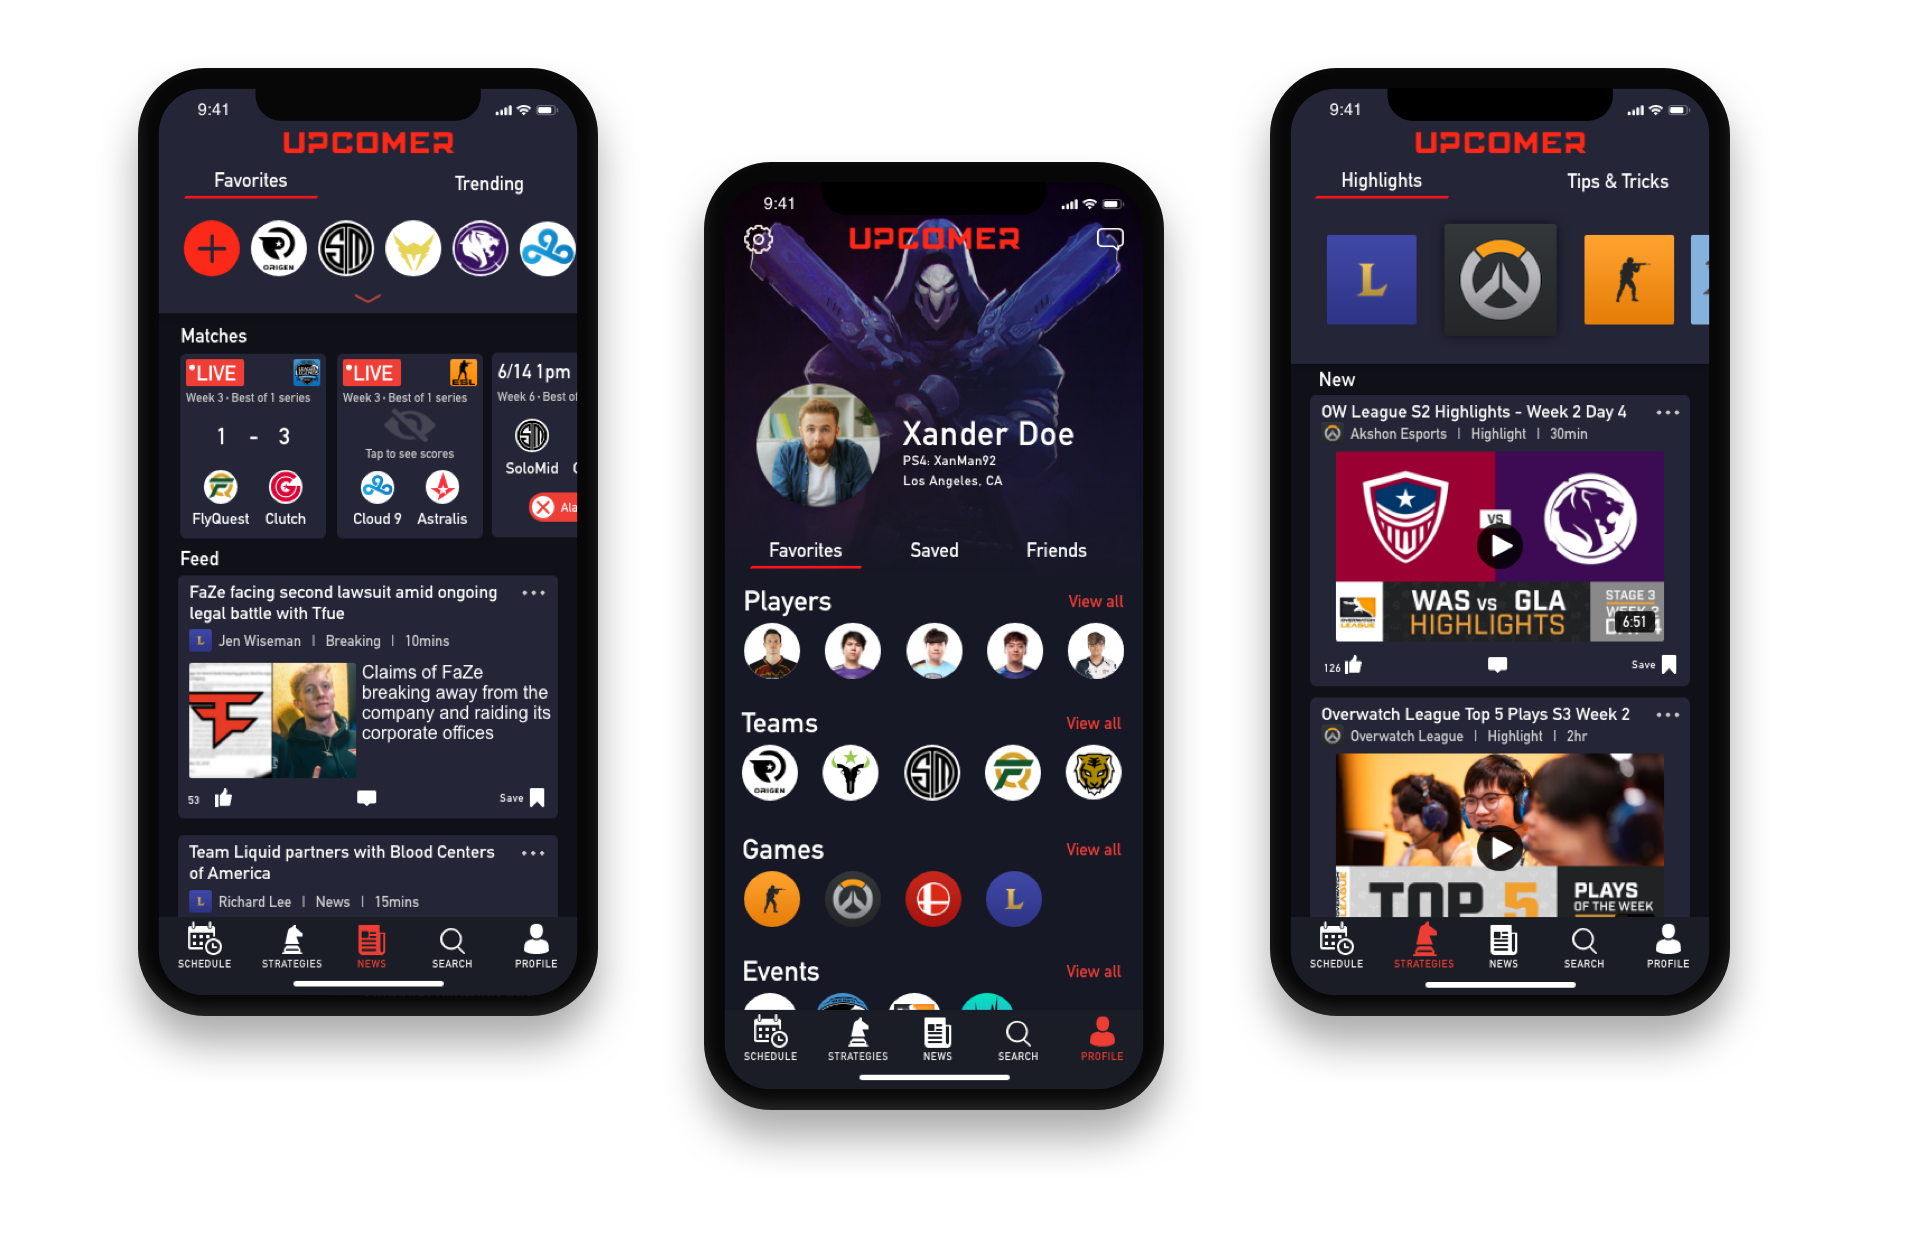 9:41
UPCOMER
Favorites
Trending
ORIGEN
Matches
LIVE
Week 3 • Best of 1 series
1 - 3
FlyQuest
Clutch
LIVE
ESL
Week 3 • Best of 1 series
Tap to see scores
Cloud 9
Astralis
6/14 1pm
Week 6 • Best of
SoloMid
Ala
Feed
FaZe facing second lawsuit amid ongoing
legal battle with Tfue
L
Jen Wiseman | Breaking | 10mins
Claims of FaZe
breaking away from the
company and raiding its
corporate offices
53
Save
Team Liquid partners with Blood Centers
of America
L
Richard Lee | News | 15mins
SCHEDULE
STRATEGIES
NEWS
SEARCH
PROFILE
9:41
UPCOMER
Xander Doe
PS4: XanMan92
Los Angeles, CA
Favorites
Saved
Friends
Players
View all
Teams
View all
ORIGEN
Games
View all
L
Events
View all
SCHEDULE
STRATEGIES
NEWS
SEARCH
PROFILE
9:41
UPCOMER
Highlights
Tips & Tricks
L
New
OW League S2 Highlights - Week 2 Day 4
Akshon Esports | Highlight | 30min
VS
OVERWATCH
LEAGUE
WAS VS GLA
HIGHLIGHTS
STAGE 3
6:51
126
Save
Overwatch League Top 5 Plays S3 Week 2
Overwatch League | Highlight | 2hr
TOP 5
PLAYS
OF THE WEEK
SCHEDULE
STRATEGIES
NEWS
SEARCH
PROFILE